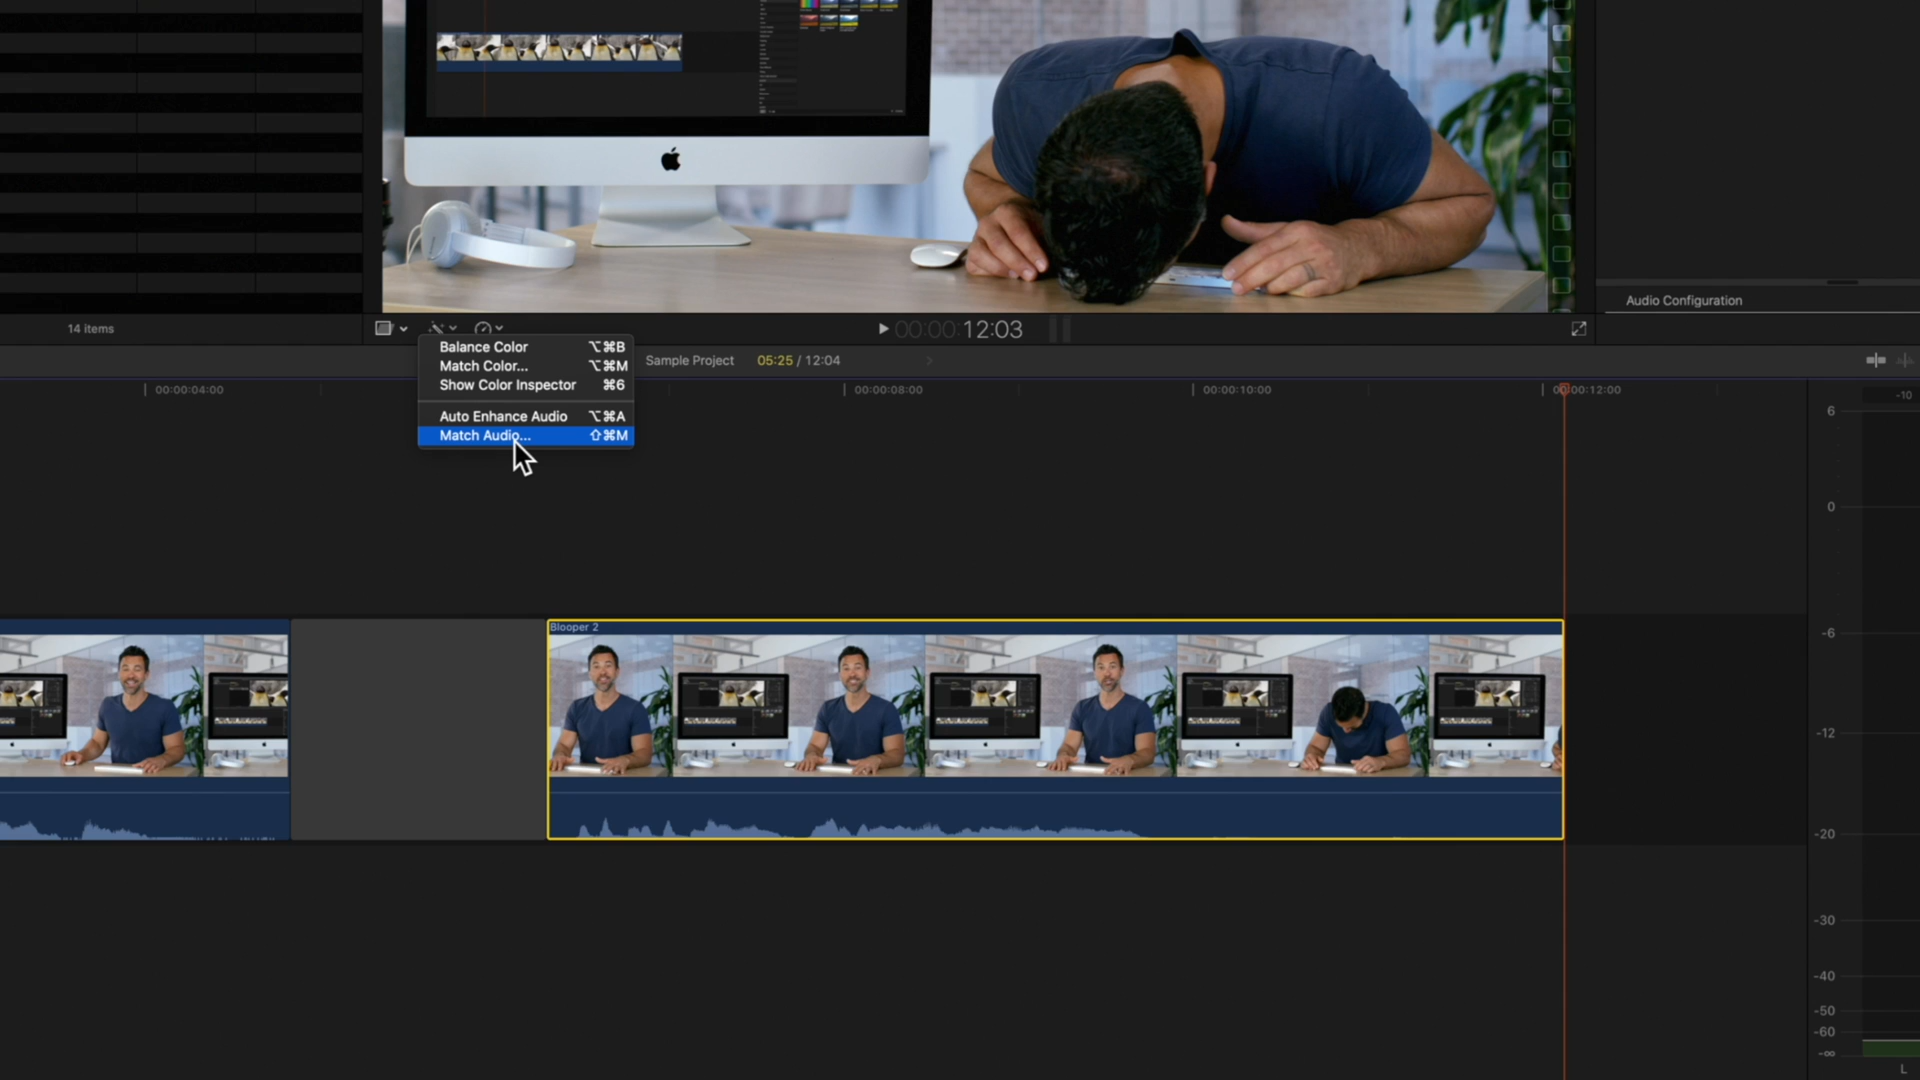 Audio Configuration
14 items
00:00:12:03
Balance Color ⌥⌘B
Match Color... ⌥⌘M
Show Color Inspector ⌘6
Auto Enhance Audio ⌥⌘A
Match Audio... ⇧⌘M
Sample Project 05:25 / 12:04
00:00:04:00
00:00:08:00
00:00:10:00
00:00:12:00
-10
6
0
-6
-12
-20
-30
-40
-50
-60
-∞
L
Blooper 2